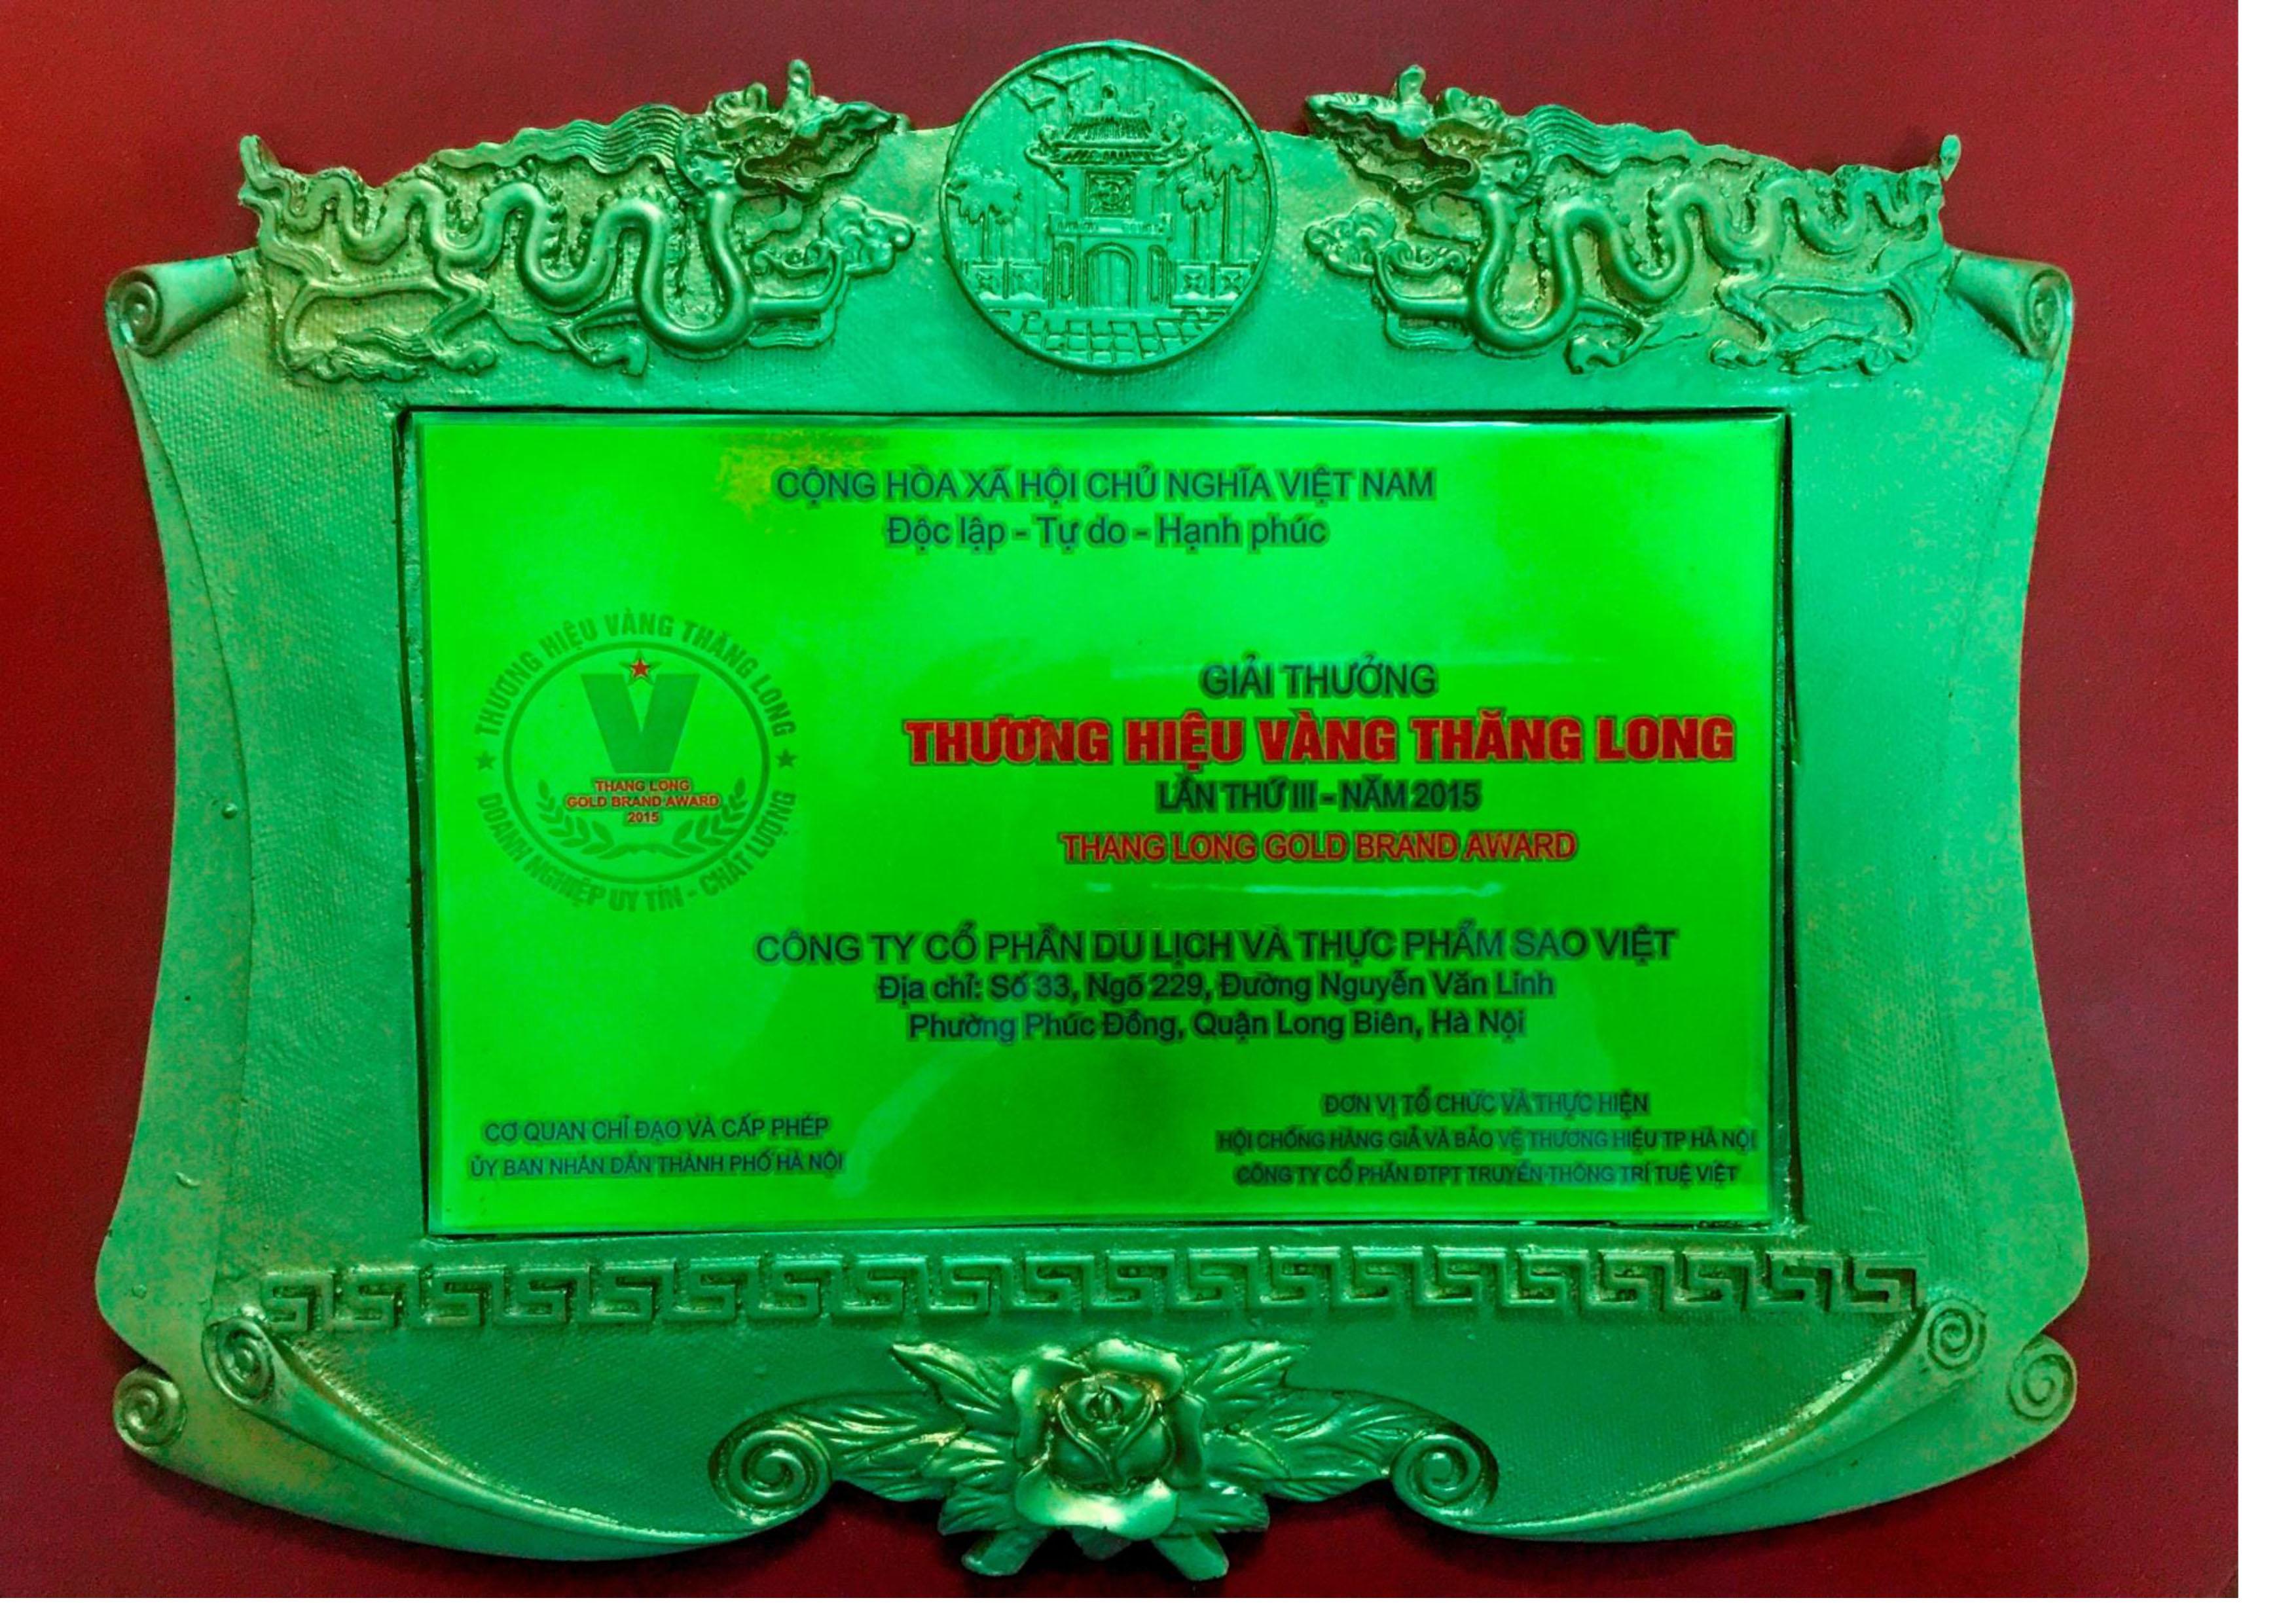 CỘNG HÒA XÃ HỘI CHỦ NGHĨA VIỆT NAM
Độc lập - Tự do - Hạnh phúc
THƯƠNG HIỆU VÀNG THĂNG LONG
V
THANG LONG
GOLD BRAND AWARD
2015
DOANH NGHIỆP UY TÍN - CHẤT LƯỢNG
GIẢI THƯỞNG
THƯƠNG HIỆU VÀNG THĂNG LONG
LẦN THỨ III - NĂM 2015
THANG LONG GOLD BRAND AWARD
CÔNG TY CỔ PHẦN DU LỊCH VÀ THỰC PHẨM SAO VIỆT
Địa chỉ: Số 33, Ngõ 229, Đường Nguyễn Văn Linh
Phường Phúc Đồng, Quận Long Biên, Hà Nội
CƠ QUAN CHỈ ĐẠO VÀ CẤP PHÉP
ỦY BAN NHÂN DÂN THÀNH PHỐ HÀ NỘI
ĐƠN VỊ TỔ CHỨC VÀ THỰC HIỆN
HỘI CHỐNG HÀNG GIẢ VÀ BẢO VỆ THƯƠNG HIỆU TP HÀ NỘI
CÔNG TY CỔ PHẦN ĐTPT TRUYỀN THÔNG TRÍ TUỆ VIỆT